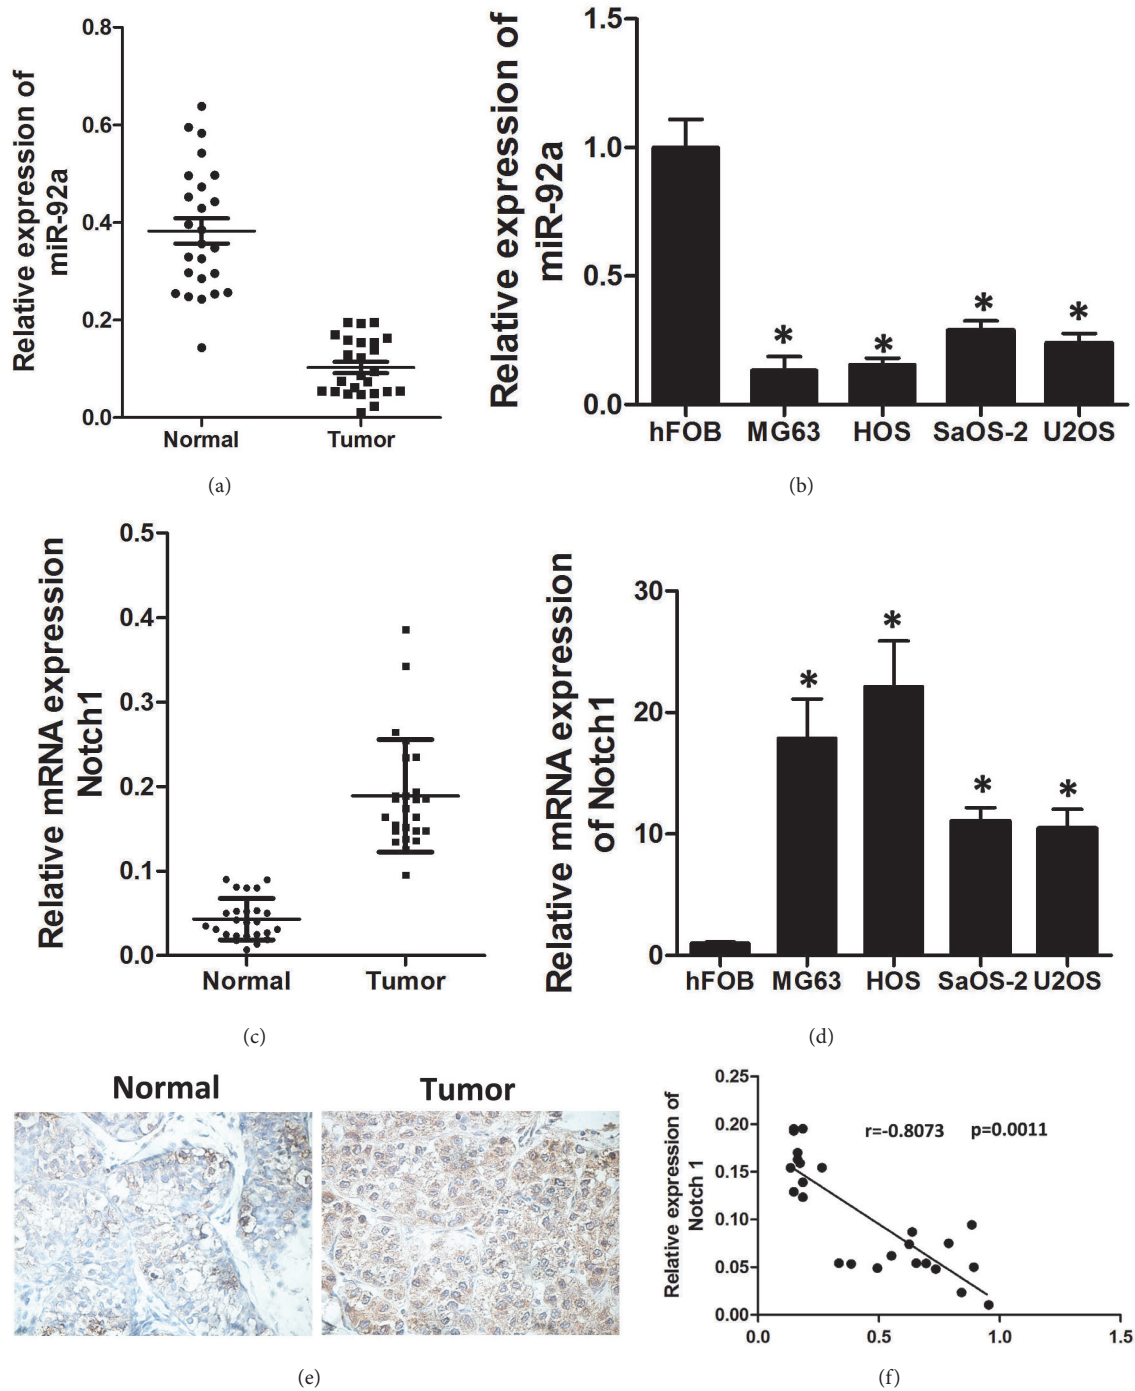 Relative expression of
miR-92a
0.8
0.6
0.4
0.2
0.0
Normal Tumor
(a)
Relative expression of
miR-92a
1.5
1.0
0.5
0.0
* * * *
hFOB MG63 HOS SaOS-2 U2OS
(b)
Relative mRNA expression
Notch1
0.5
0.4
0.3
0.2
0.1
0.0
Normal Tumor
(c)
Relative mRNA expression
of Notch1
30
20
10
0
* * * *
hFOB MG63 HOS SaOS-2 U2OS
(d)
Normal Tumor
(e)
Relative expression of
Notch 1
0.25
0.20
0.15
0.10
0.05
0.00
r=-0.8073 p=0.0011
0.0 0.5 1.0 1.5
(f)